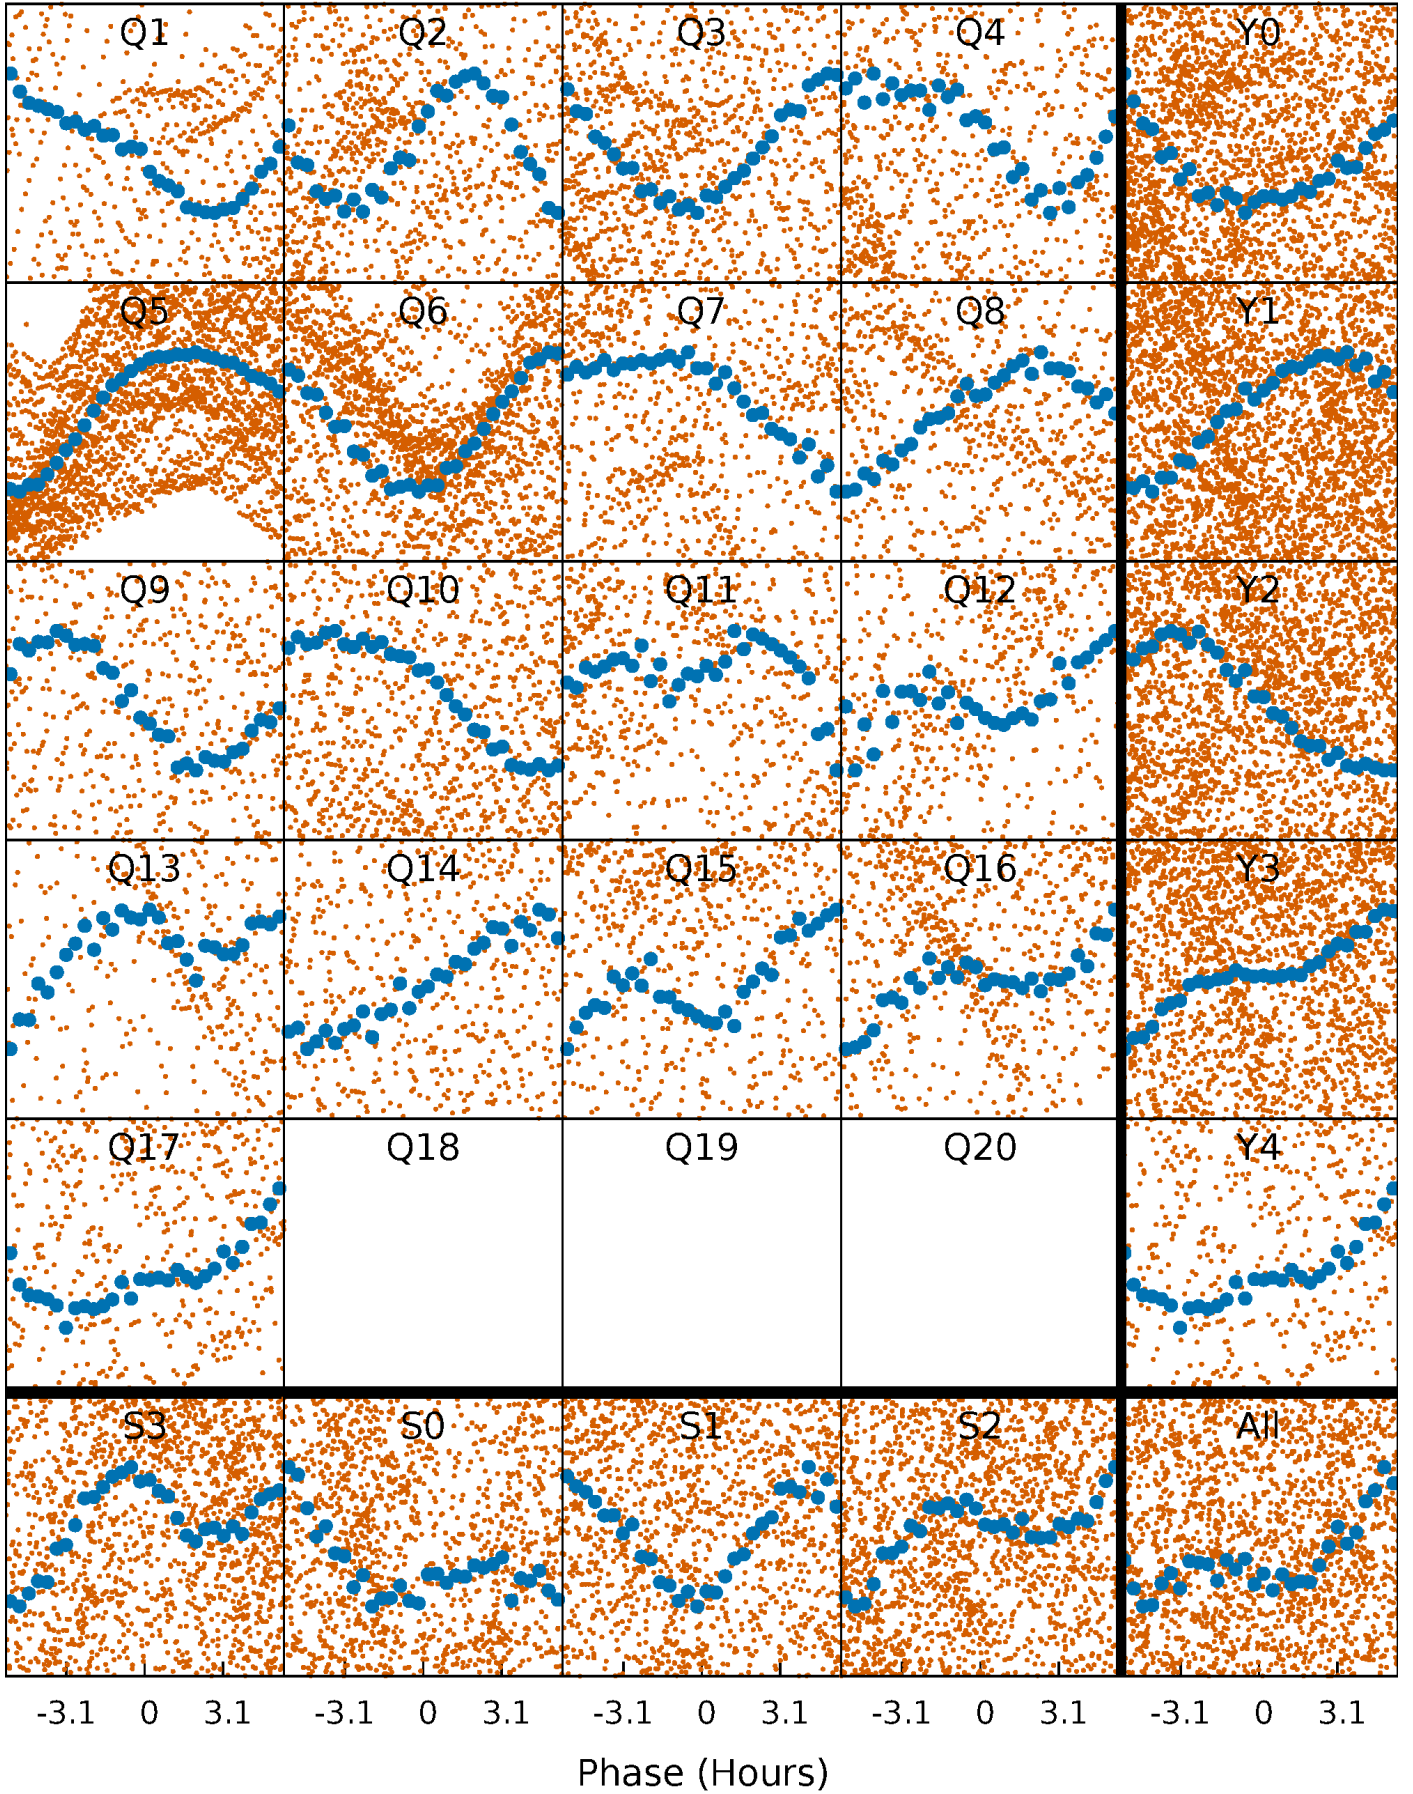 Q1 Q2 Q3 Q4 Y0
Q5 Q6 Q7 Q8 Y1
Q9 Q10 Q11 Q12 Y2
Q13 Q14 Q15 Q16 Y3
Q17 Q18 Q19 Q20 Y4
S3 S0 S1 S2 All
-3.1 0 3.1 -3.1 0 3.1 -3.1 0 3.1 -3.1 0 3.1 -3.1 0 3.1
Phase (Hours)